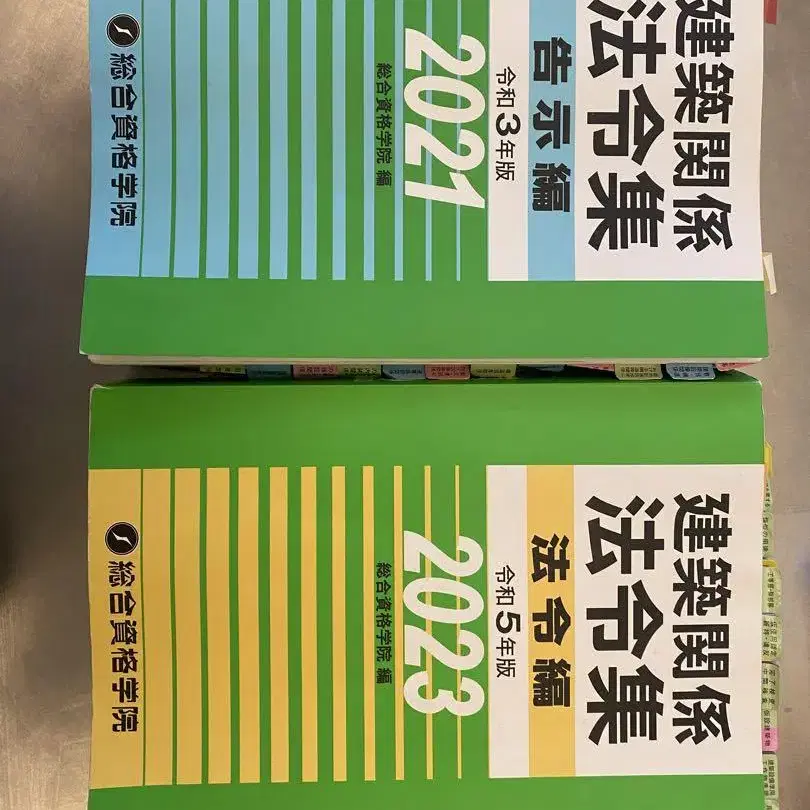 建築関係
法令集
告示編
令和3年版
2021
総合資格学院 編
総合資格学院
建築関係
法令集
法令編
令和5年版
2023
総合資格学院 編
総合資格学院